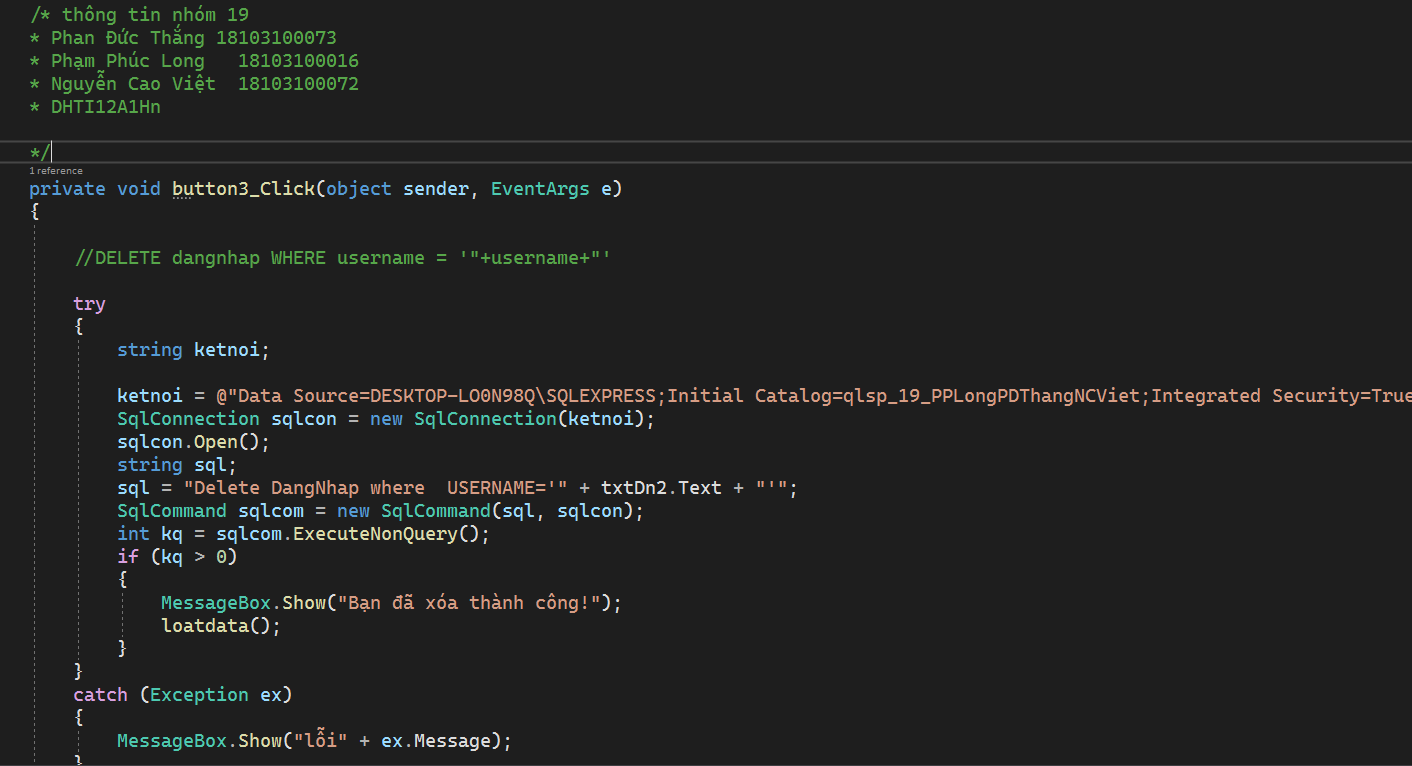 /* thông tin nhóm 19
* Phan Đức Thắng 18103100073
* Phạm Phúc Long   18103100016
* Nguyễn Cao Việt  18103100072
* DHTI12A1Hn
*/
1 reference
private void button3_Click(object sender, EventArgs e)
{
//DELETE dangnhap WHERE username = '"+username+"'
try
{
string ketnoi;
ketnoi = @"Data Source=DESKTOP-LO0N98Q\SQLEXPRESS;Initial Catalog=qlsp_19_PPLongPDThangNCViet;Integrated Security=True
SqlConnection sqlcon = new SqlConnection(ketnoi);
sqlcon.Open();
string sql;
sql = "Delete DangNhap where  USERNAME='" + txtDn2.Text + "'";
SqlCommand sqlcom = new SqlCommand(sql, sqlcon);
int kq = sqlcom.ExecuteNonQuery();
if (kq > 0)
{
MessageBox.Show("Bạn đã xóa thành công!");
loatdata();
}
}
catch (Exception ex)
{
MessageBox.Show("lỗi" + ex.Message);
}